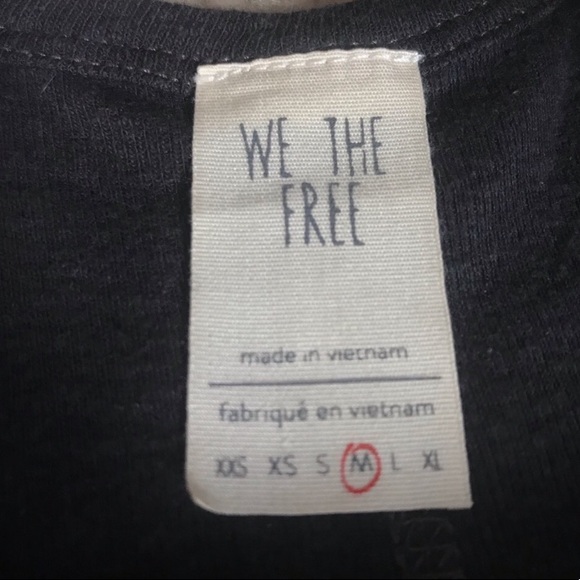 WE THE
FREE
made in vietnam
fabriqué en vietnam
XXS XS S M L XL